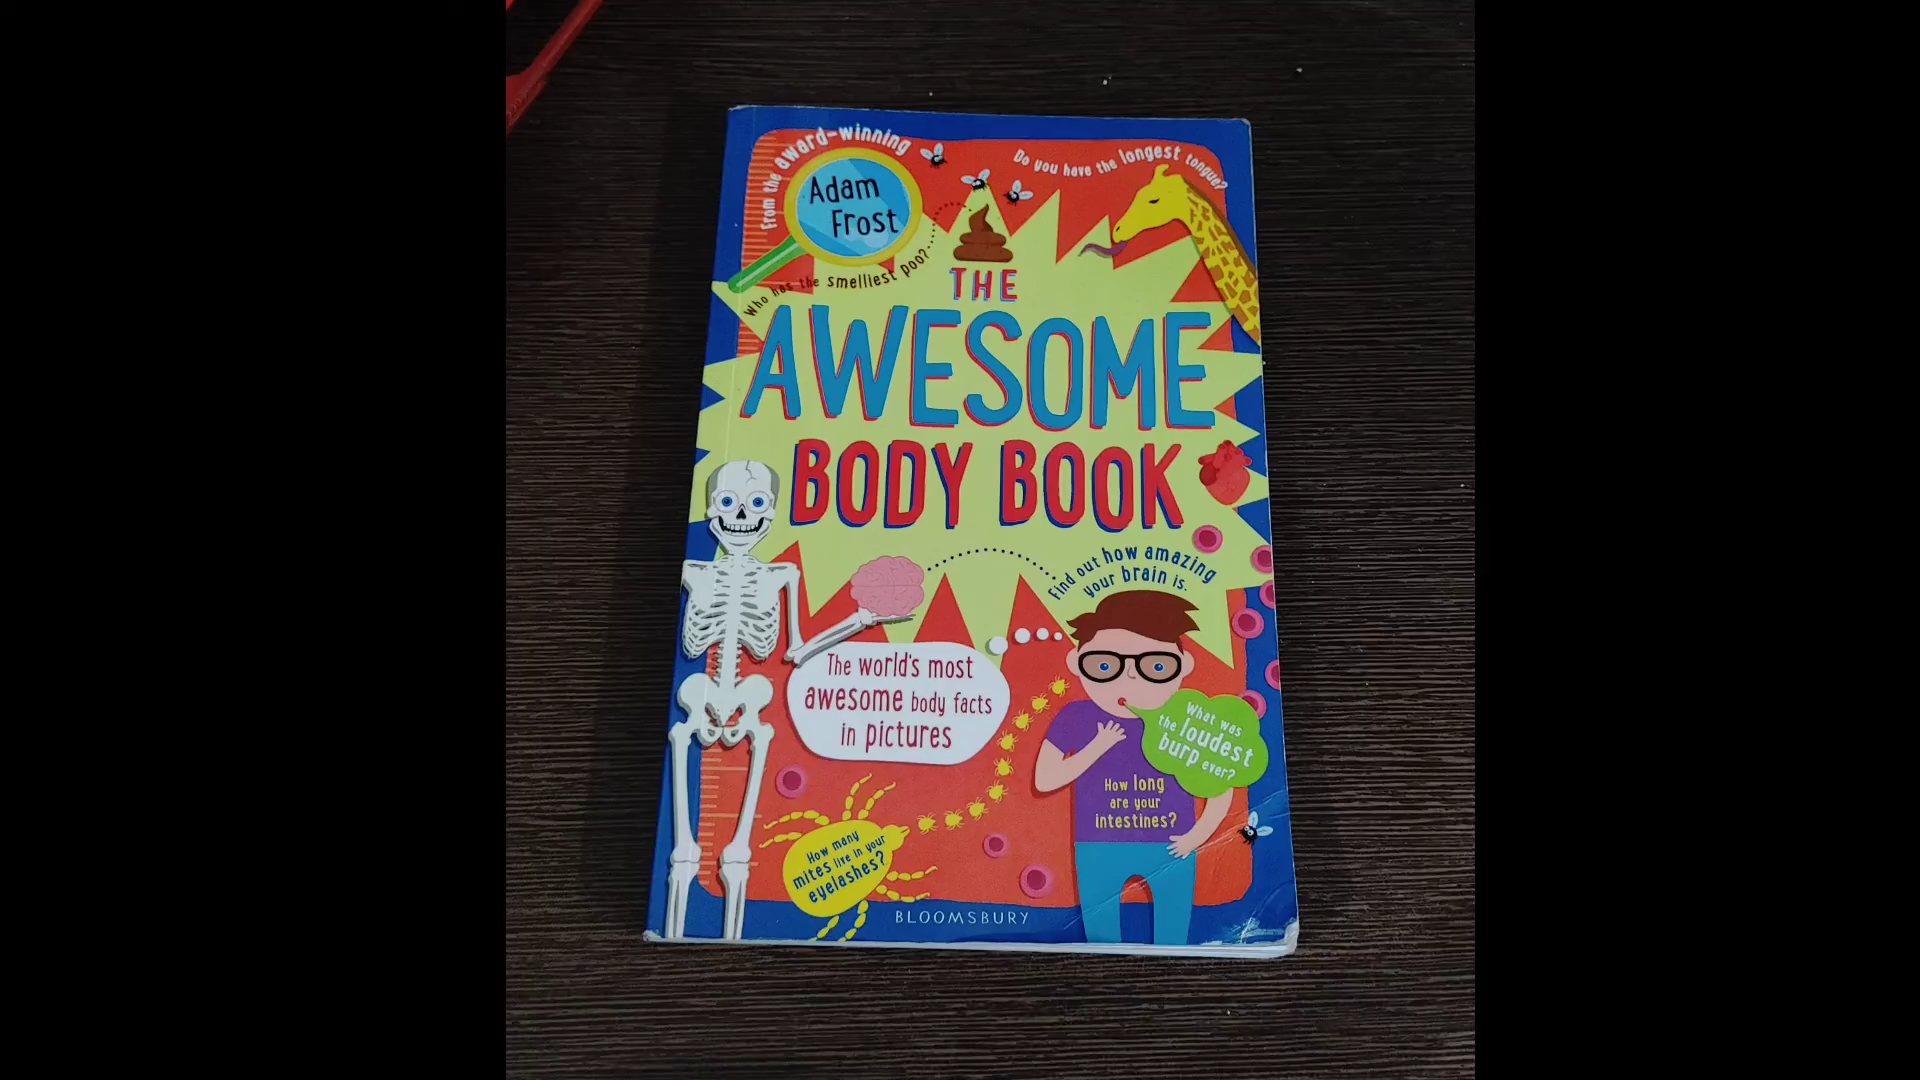 From the award-winning
Adam
Frost
Do you have the longest tongue?
Who has the smelliest poo?
THE
AWESOME
BODY BOOK
Find out how amazing
your brain is.
The world's most
awesome body facts
in pictures
What was
the loudest
burp ever?
How long
are your
intestines?
How many
mites live in your
eyelashes?
BLOOMSBURY